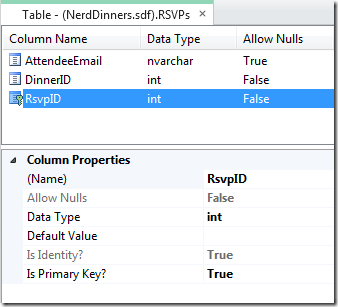 Table - (NerdDinners.sdf).RSVPs
Column Name Data Type Allow Nulls
AttendeeEmail nvarchar True
DinnerID int False
RsvpID int False
Column Properties
(Name) RsvpID
Allow Nulls False
Data Type int
Default Value
Is Identity? True
Is Primary Key? True